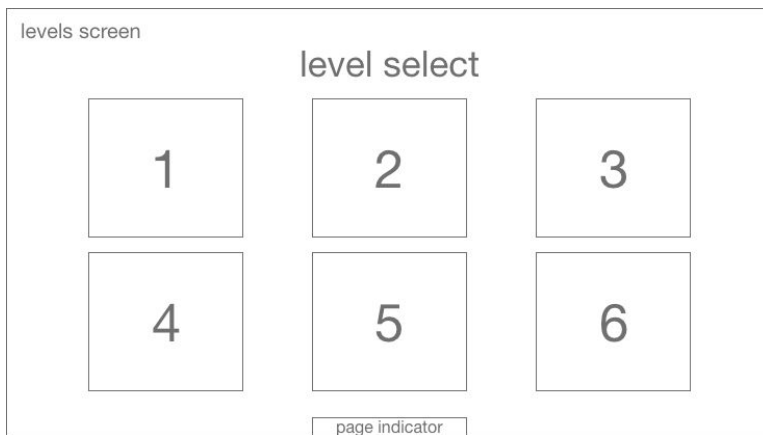 levels screen
level select
1 2 3
4 5 6
page indicator